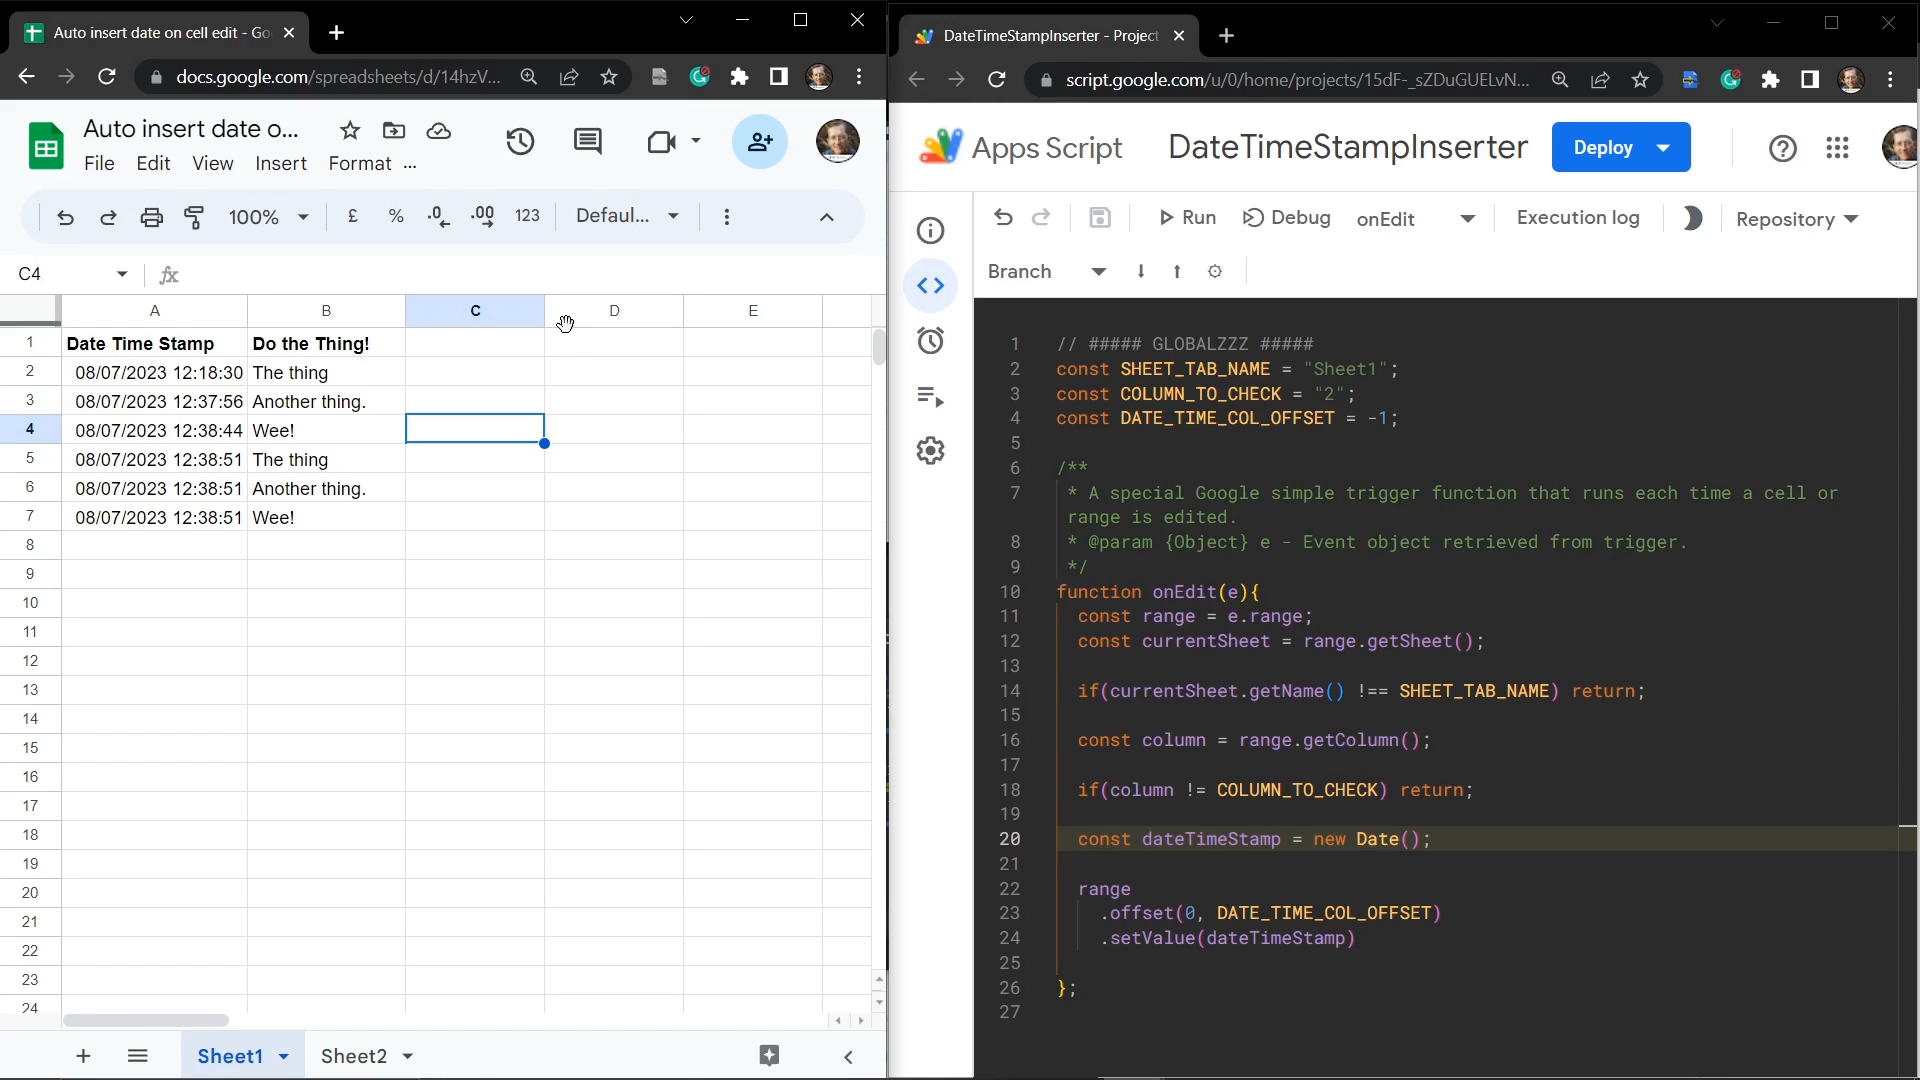 Auto insert date on cell edit - Go
docs.google.com/spreadsheets/d/14hzV...
Auto insert date o...
File Edit View Insert Format ...
100% £ % .0 .00 123 Defaul...
C4 fx
A B C D E
1 Date Time Stamp Do the Thing!
2 08/07/2023 12:18:30 The thing
3 08/07/2023 12:37:56 Another thing.
4 08/07/2023 12:38:44 Wee!
5 08/07/2023 12:38:51 The thing
6 08/07/2023 12:38:51 Another thing.
7 08/07/2023 12:38:51 Wee!
8
9
10
11
12
13
14
15
16
17
18
19
20
21
22
23
24
Sheet1 Sheet2
DateTimeStampInserter - Project
script.google.com/u/0/home/projects/15dF-_sZDuGUELvN...
Apps Script DateTimeStampInserter Deploy
Run Debug onEdit Execution log Repository
Branch
1 // ##### GLOBALZZZ #####
2 const SHEET_TAB_NAME = "Sheet1";
3 const COLUMN_TO_CHECK = "2";
4 const DATE_TIME_COL_OFFSET = -1;
5
6 /**
7 * A special Google simple trigger function that runs each time a cell or
range is edited.
8 * @param {Object} e - Event object retrieved from trigger.
9 */
10 function onEdit(e){
11 const range = e.range;
12 const currentSheet = range.getSheet();
13
14 if(currentSheet.getName() !== SHEET_TAB_NAME) return;
15
16 const column = range.getColumn();
17
18 if(column != COLUMN_TO_CHECK) return;
19
20 const dateTimeStamp = new Date();
21
22 range
23 .offset(0, DATE_TIME_COL_OFFSET)
24 .setValue(dateTimeStamp)
25
26 };
27